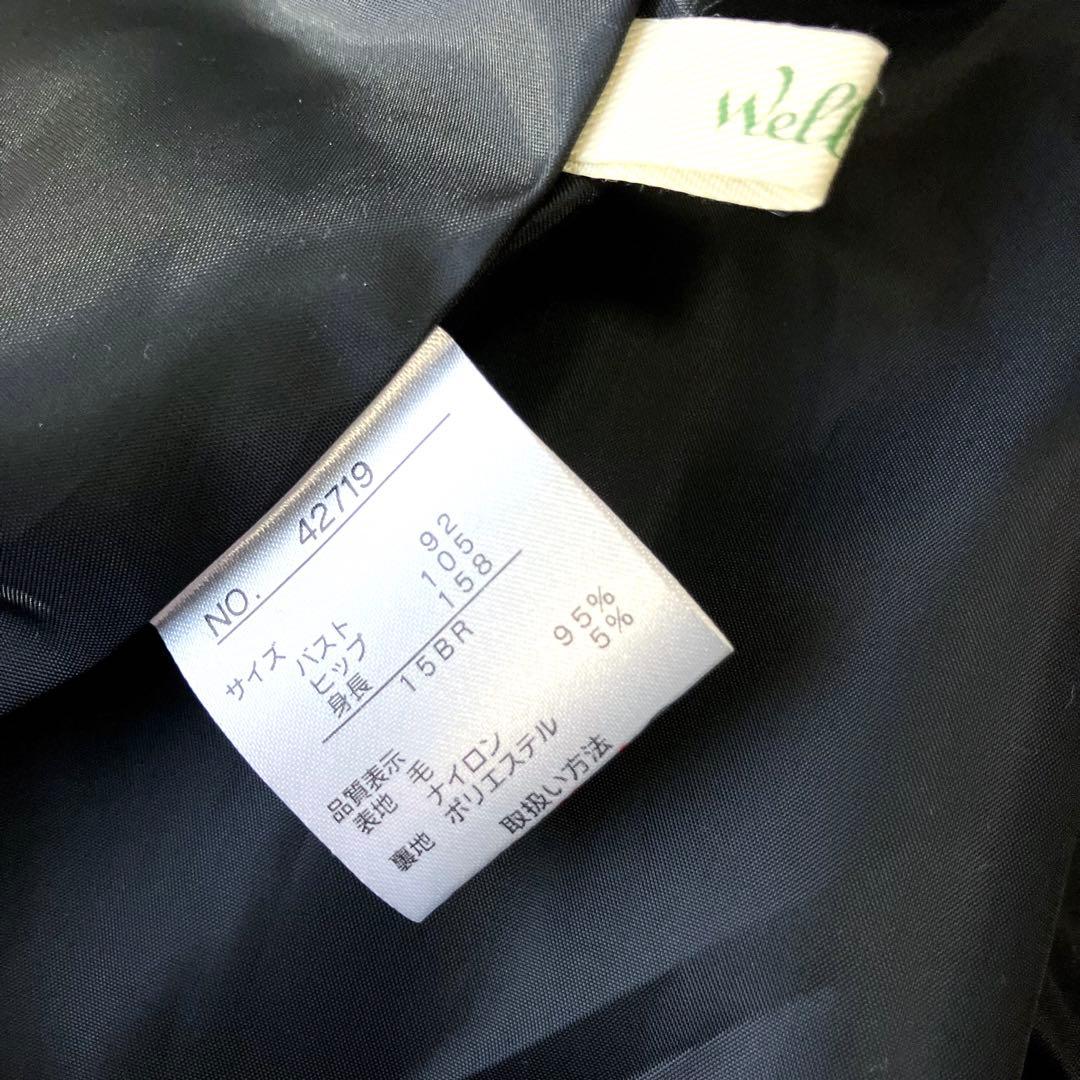 Well
NO. 42719
サイズ バスト 92
ヒップ 105
身長 158
15BR
品質表示
表地 毛 95%
ナイロン 5%
裏地 ポリエステル
取扱い方法